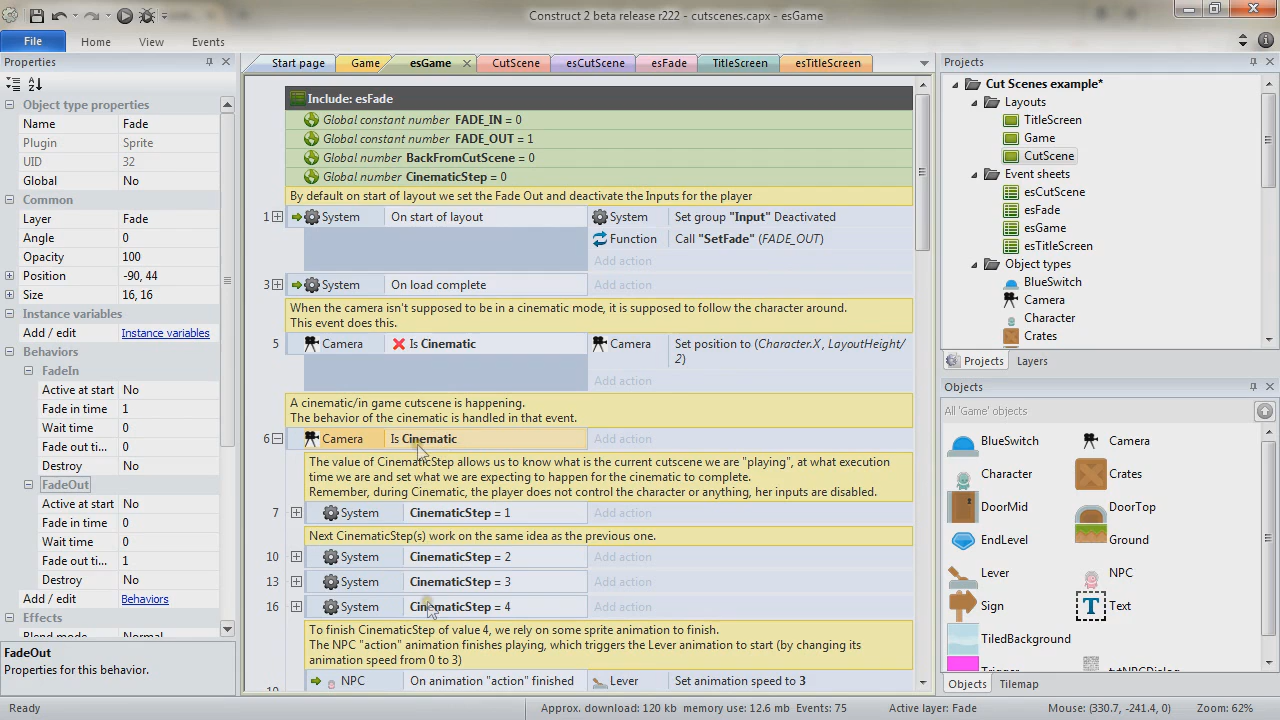 Construct 2 beta release r222 - cutscenes.capx - esGame
File
Home
View
Events
Properties
Object type properties
Name Fade
Plugin Sprite
UID 32
Global No
Common
Layer Fade
Angle 0
Opacity 100
Position -90, 44
Size 16, 16
Instance variables
Add / edit Instance variables
Behaviors
FadeIn
Active at start No
Fade in time 1
Wait time 0
Fade out ti... 0
Destroy No
FadeOut
Active at start No
Fade in time 0
Wait time 0
Fade out ti... 1
Destroy No
Add / edit Behaviors
Effects
Blend mode Normal
FadeOut
Properties for this behavior.
Start page
Game
esGame
CutScene
esCutScene
esFade
TitleScreen
esTitleScreen
Include: esFade
Global constant number FADE_IN = 0
Global constant number FADE_OUT = 1
Global number BackFromCutScene = 0
Global number CinematicStep = 0
By default on start of layout we set the Fade Out and deactivate the Inputs for the player
1 System On start of layout System Set group "Input" Deactivated
Function Call "SetFade" (FADE_OUT)
Add action
3 System On load complete Add action
When the camera isn't supposed to be in a cinematic mode, it is supposed to follow the character around.
This event does this.
5 Camera Is Cinematic Camera Set position to (Character.X, LayoutHeight/
2)
Add action
A cinematic/in game cutscene is happening.
The behavior of the cinematic is handled in that event.
6 Camera Is Cinematic Add action
The value of CinematicStep allows us to know what is the current cutscene we are "playing", at what execution
time we are and set what we are expecting to happen for the cinematic to complete.
Remember, during Cinematic, the player does not control the character or anything, her inputs are disabled.
7 System CinematicStep = 1 Add action
Next CinematicStep(s) work on the same idea as the previous one.
10 System CinematicStep = 2 Add action
13 System CinematicStep = 3 Add action
16 System CinematicStep = 4 Add action
To finish CinematicStep of value 4, we rely on some sprite animation to finish.
The NPC "action" animation finishes playing, which triggers the Lever animation to start (by changing its
animation speed from 0 to 3)
NPC On animation "action" finished Lever Set animation speed to 3
Projects
Cut Scenes example*
Layouts
TitleScreen
Game
CutScene
Event sheets
esCutScene
esFade
esGame
esTitleScreen
Object types
BlueSwitch
Camera
Character
Crates
Projects
Layers
Objects
All 'Game' objects
BlueSwitch
Camera
Character
Crates
DoorMid
DoorTop
EndLevel
Ground
Lever
NPC
Sign
T Text
TiledBackground
Objects
Tilemap
Ready
Approx. download: 120 kb
memory use: 12.6 mb
Events: 75
Active layer: Fade
Mouse: (330.7, -241.4, 0)
Zoom: 62%